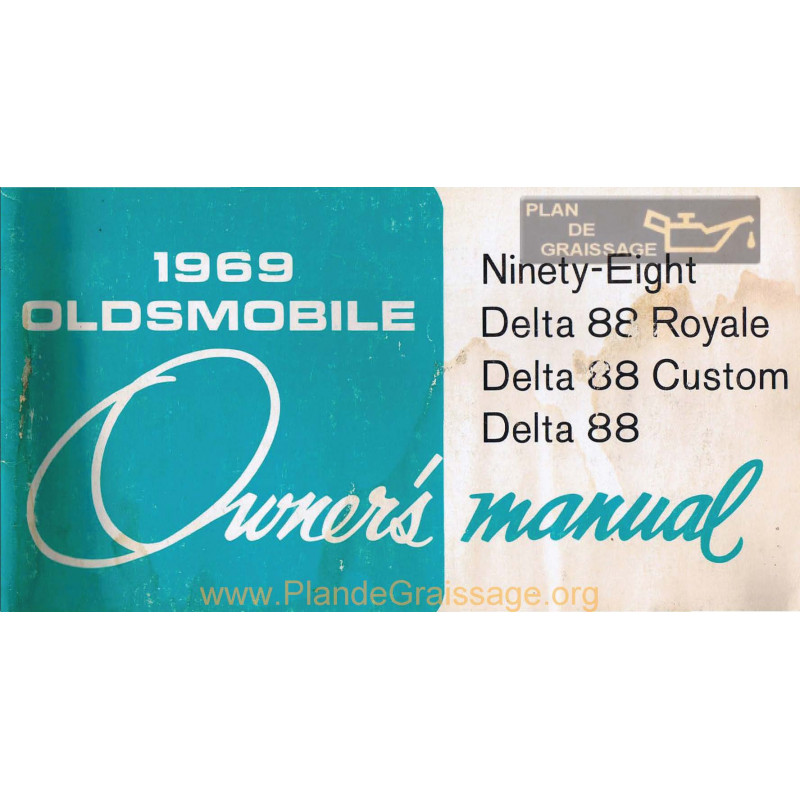 1969
OLDSMOBILE
Owner's manual
Ninety-Eight
Delta 88 Royale
Delta 88 Custom
Delta 88
PLAN
DE
GRAISSAGE
www.PlandeGraissage.org